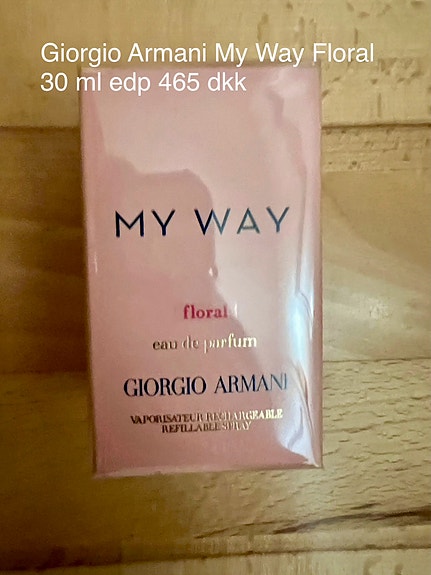 Giorgio Armani My Way Floral
30 ml edp 465 dkk
MY WAY
floral
eau de parfum
GIORGIO ARMANI
VAPORISATEUR RECHARGEABLE
REFILLABLE SPRAY